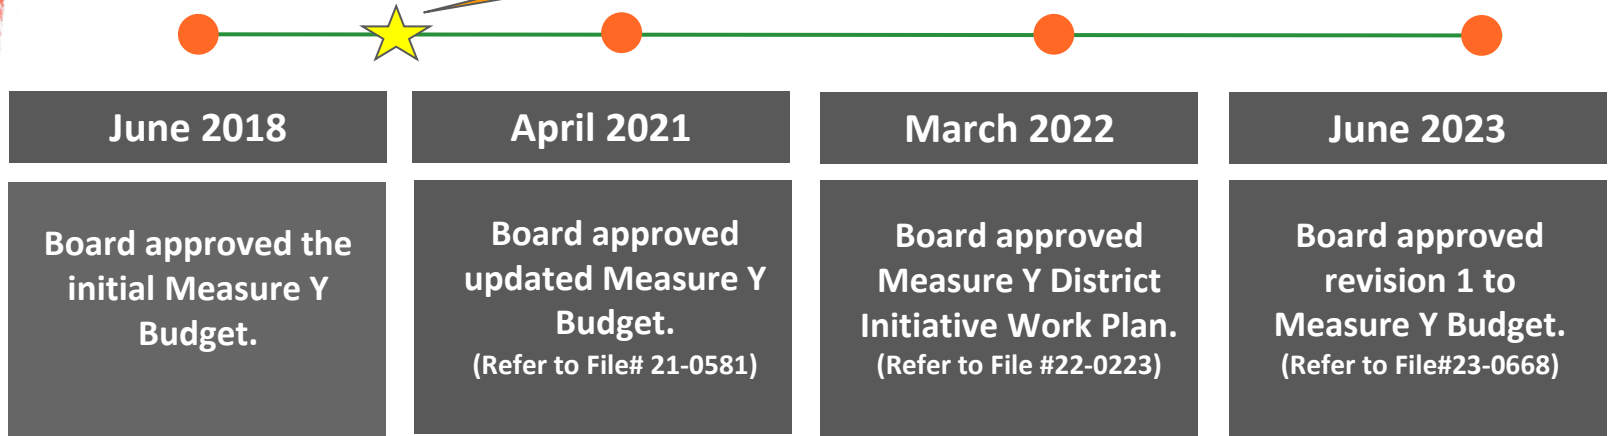 June 2018
Board approved the
initial Measure Y
Budget.
April 2021
Board approved
updated Measure Y
Budget.
(Refer to File# 21-0581)
March 2022
Board approved
Measure Y District
Initiative Work Plan.
(Refer to File #22-0223)
June 2023
Board approved
revision 1 to
Measure Y Budget.
(Refer to File#23-0668)